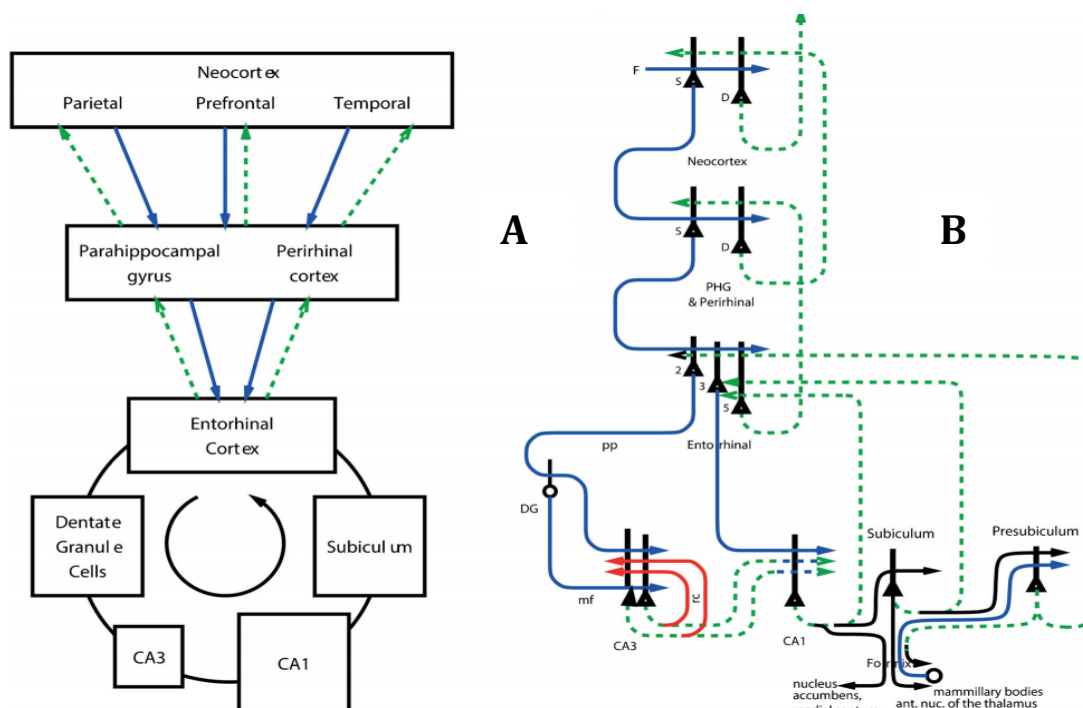 Neocortex
Parietal Prefrontal Temporal
Parahippocampal gyrus
Perirhinal cortex
Entorhinal
Cortex
Dentate
Granule
Cells
Subiculum
CA3
CA1
A
B
F
S
D
Neocortex
S
D
PHG
& Perirhinal
2
3
5
Entorhinal
pp
DG
mf
rc
CA3
CA1
Subiculum
Presubiculum
Fornix
nucleus
accumbens,
mammillary bodies
ant. nuc. of the thalamus